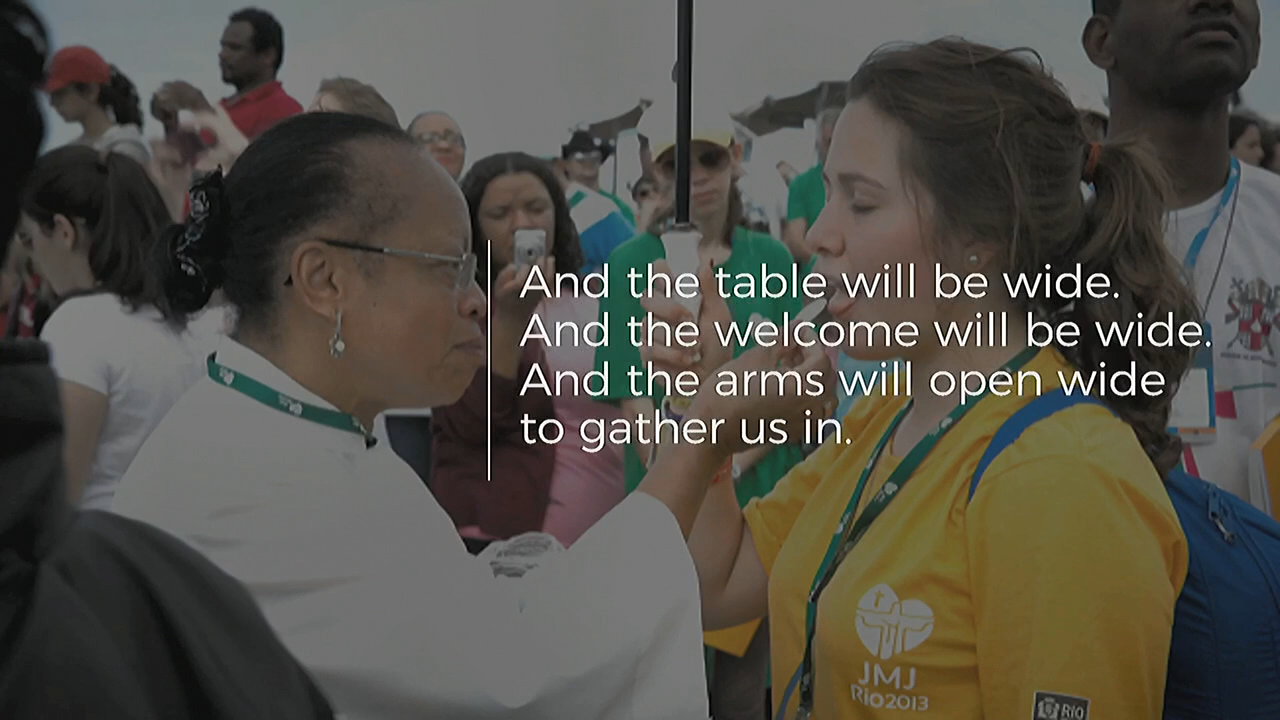 And the table will be wide.
And the welcome will be wide.
And the arms will open wide
to gather us in.
JMJ
Rio2013
Rio